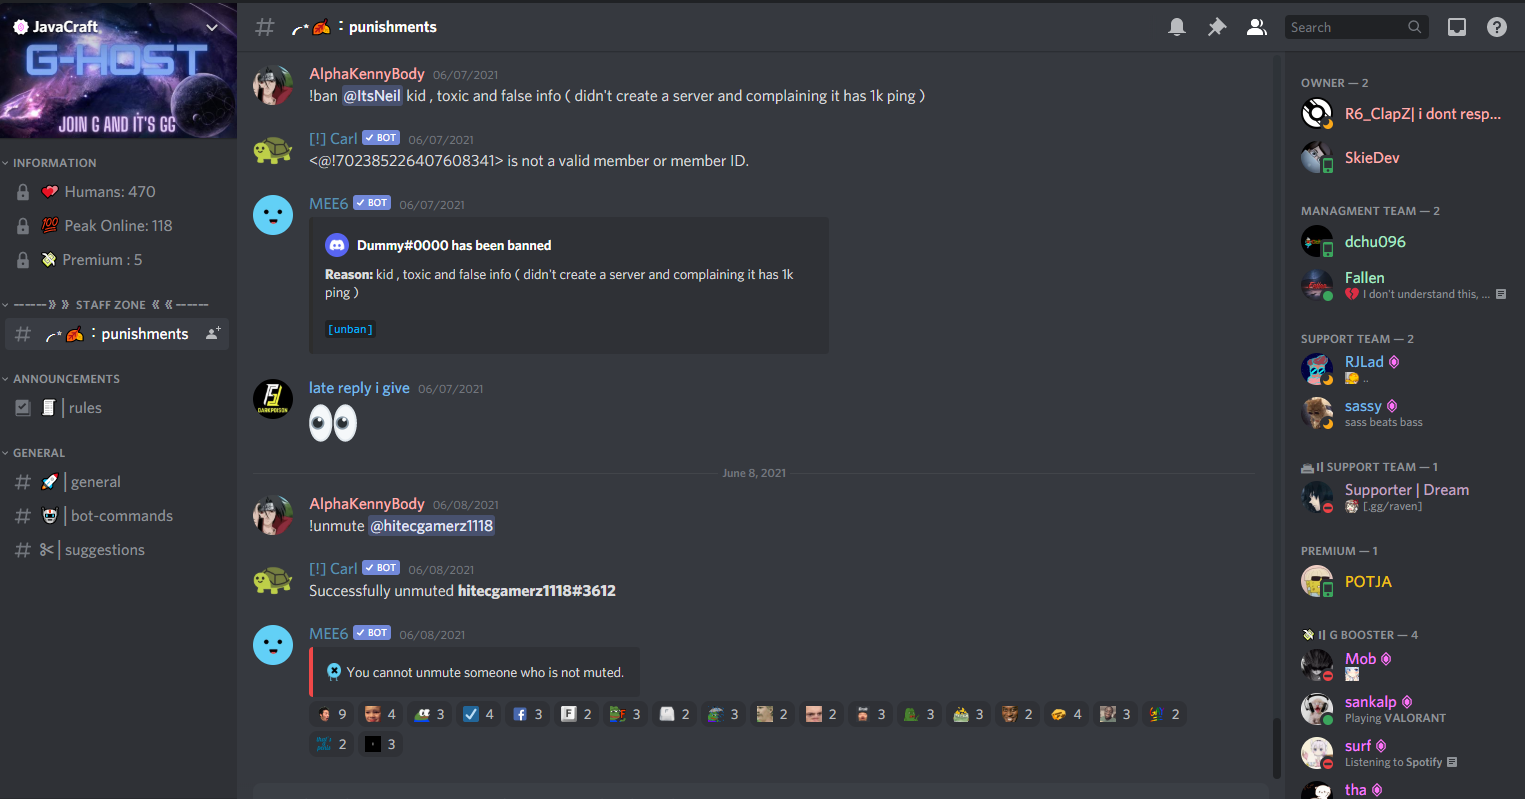 JavaCraft
G-HOST
JOIN G AND IT'S GG
INFORMATION
Humans: 470
Peak Online: 118
Premium : 5
------》 》 STAFF ZONE 《 《 ------
punishments
ANNOUNCEMENTS
| rules
GENERAL
| general
| bot-commands
| suggestions
: punishments
Search
AlphaKennyBody 06/07/2021
!ban @ItsNeil kid , toxic and false info ( didn't create a server and complaining it has 1k ping )
[!] Carl BOT 06/07/2021
<@!702385226407608341> is not a valid member or member ID.
MEE6 BOT 06/07/2021
Dummy#0000 has been banned
Reason: kid , toxic and false info ( didn't create a server and complaining it has 1k
ping )
[unban]
late reply i give 06/07/2021
DARKPOISON
June 8, 2021
AlphaKennyBody 06/08/2021
!unmute @hitecgamerz1118
[!] Carl BOT 06/08/2021
Successfully unmuted hitecgamerz1118#3612
MEE6 BOT 06/08/2021
You cannot unmute someone who is not muted.
9 4 3 4 3 F 2 3 2 3 2 2 3 3 3 2 4 3 2
2 3
OWNER — 2
R6_ClapZ| i dont resp...
SkieDev
MANAGMENT TEAM — 2
dchu096
Fallen
I don't understand this, ...
SUPPORT TEAM — 2
RJLad
..
sassy
sass beats bass
|| SUPPORT TEAM — 1
Supporter | Dream
[.gg/raven]
PREMIUM — 1
POTJA
|| G BOOSTER — 4
Mob
sankalp
Playing VALORANT
surf
Listening to Spotify
tha